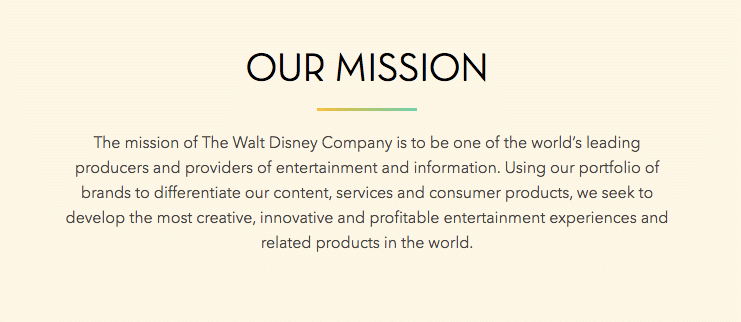 OUR MISSION
The mission of The Walt Disney Company is to be one of the world's leading
producers and providers of entertainment and information. Using our portfolio of
brands to differentiate our content, services and consumer products, we seek to
develop the most creative, innovative and profitable entertainment experiences and
related products in the world.